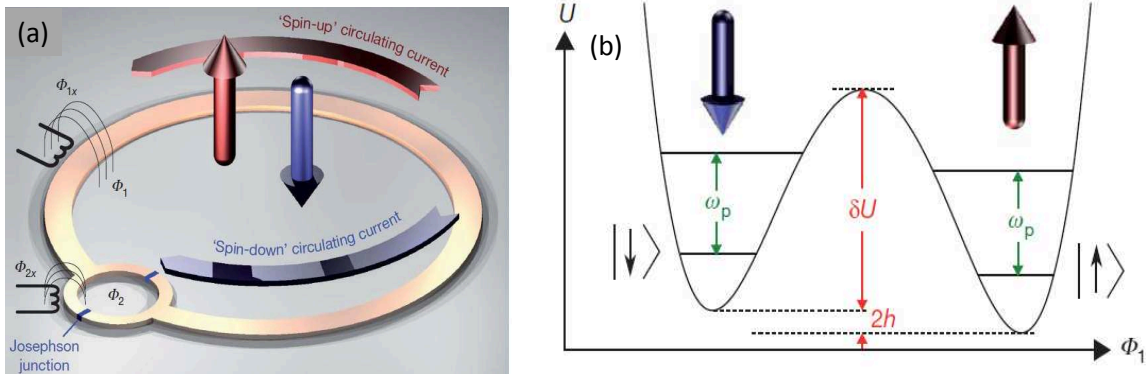 (a)
'Spin-up' circulating current
Φ1x
Φ1
'Spin-down' circulating current
Φ2x
Φ2
Josephson
junction
(b)
U
ωp
δU
ωp
|↓⟩
|↑⟩
2h
Φ1